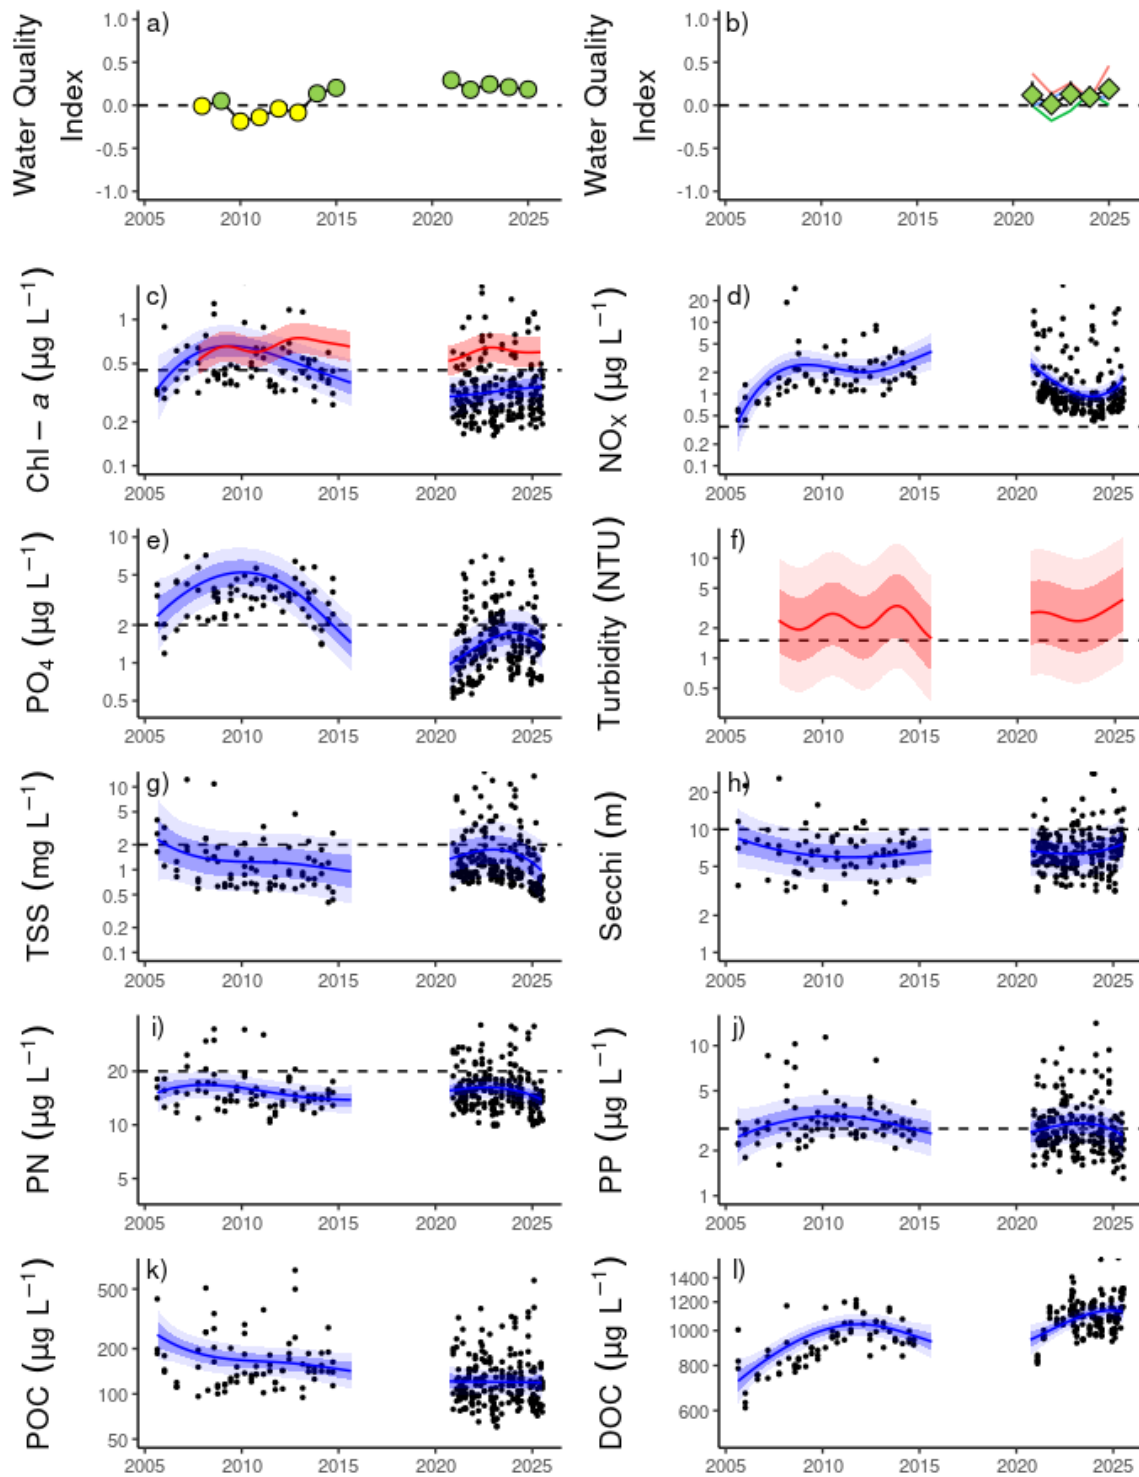 Water Quality
Index
a)
1.0
0.5
0.0
-0.5
-1.0
2005 2010 2015 2020 2025
Water Quality
Index
b)
1.0
0.5
0.0
-0.5
-1.0
2005 2010 2015 2020 2025
Chl − a (µg L−1)
c)
1
0.5
0.2
0.1
2005 2010 2015 2020 2025
NOX (µg L−1)
d)
20
10
5
2
1
0.5
0.2
0.1
2005 2010 2015 2020 2025
PO4 (µg L−1)
e)
10
5
2
1
0.5
2005 2010 2015 2020 2025
Turbidity (NTU)
f)
10
5
2
1
0.5
2005 2010 2015 2020 2025
TSS (mg L−1)
g)
10
5
2
1
0.5
0.2
0.1
2005 2010 2015 2020 2025
Secchi (m)
h)
20
10
5
2
1
2005 2010 2015 2020 2025
PN (µg L−1)
i)
20
10
5
2005 2010 2015 2020 2025
PP (µg L−1)
j)
10
5
2
1
2005 2010 2015 2020 2025
POC (µg L−1)
k)
500
200
100
50
2005 2010 2015 2020 2025
DOC (µg L−1)
l)
1400
1200
1000
800
600
2005 2010 2015 2020 2025